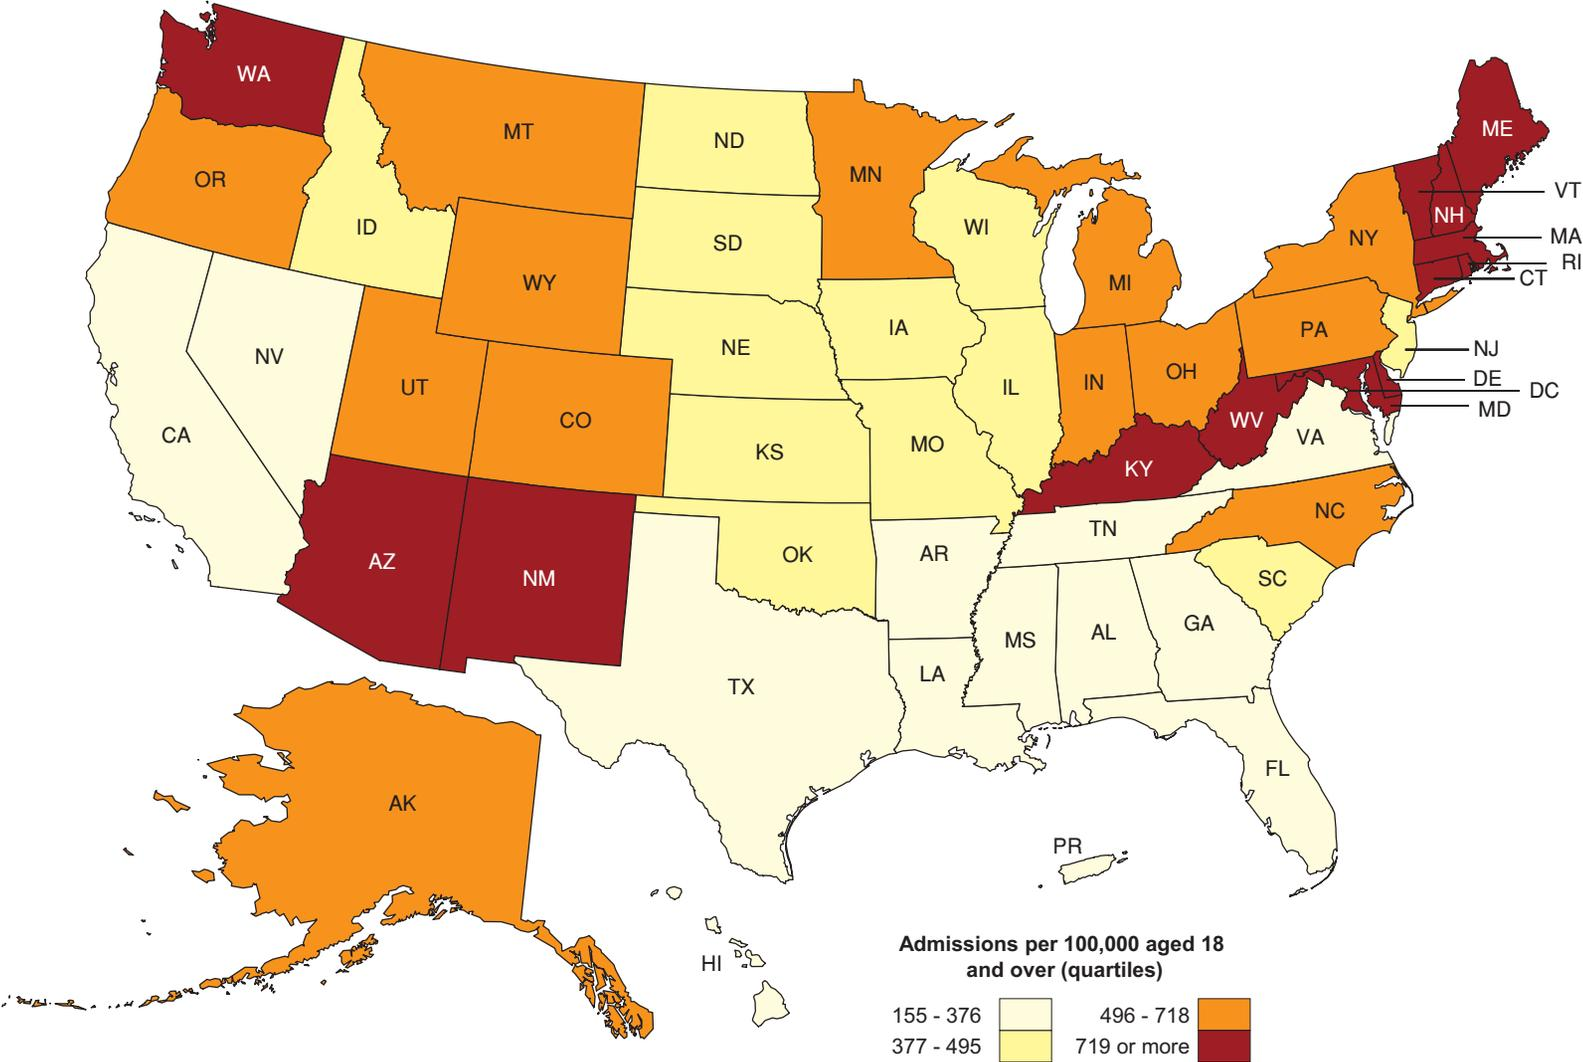 WA
ME
MT
ND
MN
OR
VT
NH
ID
WI
SD
NY
MA
RI
CT
WY
MI
PA
IA
NE
NJ
NV
OH
DE
IN
UT
IL
DC
MD
CO
WV
CA
VA
MO
KS
KY
NC
TN
OK
AR
AZ
NM
SC
GA
AL
MS
LA
TX
FL
AK
PR
HI
Admissions per 100,000 aged 18
and over (quartiles)
155 - 376
496 - 718
377 - 495
719 or more